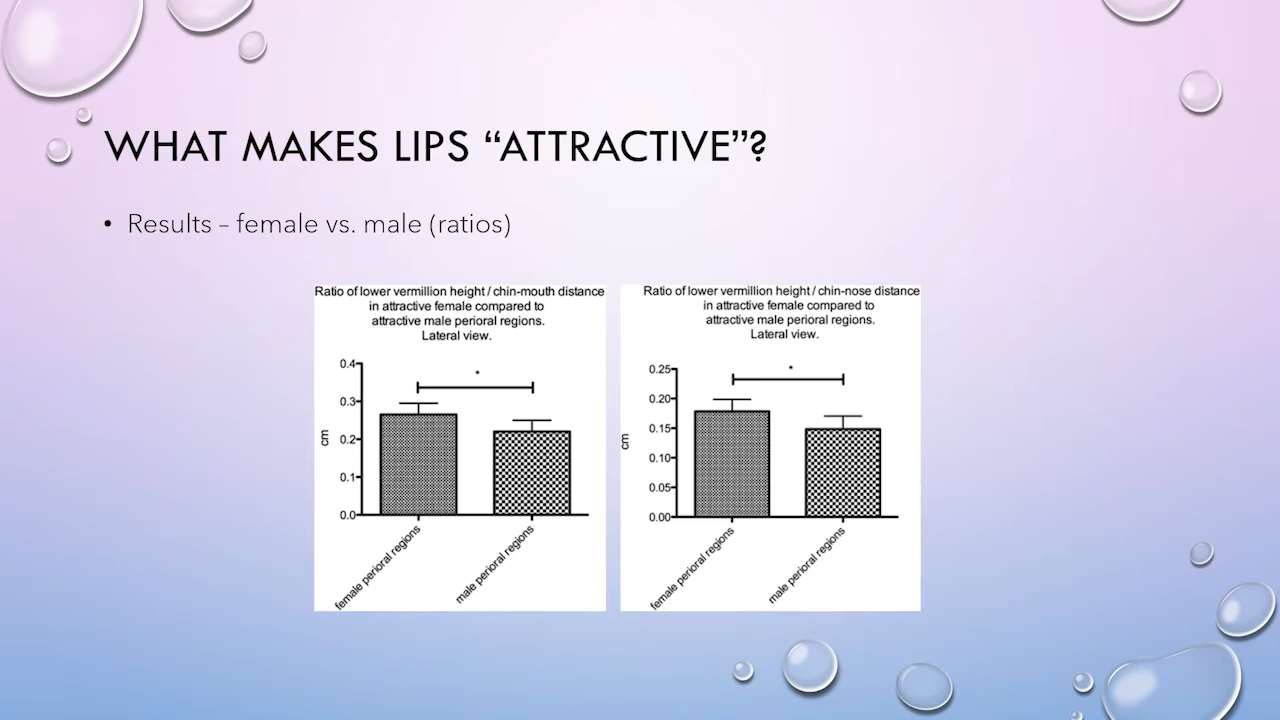 WHAT MAKES LIPS “ATTRACTIVE”?
• Results – female vs. male (ratios)
Ratio of lower vermillion height / chin-mouth distance
in attractive female compared to
attractive male perioral regions.
Lateral view.
0.4
0.3
0.2
0.1
0.0
cm
*
female perioral regions
male perioral regions
Ratio of lower vermillion height / chin-nose distance
in attractive female compared to
attractive male perioral regions.
Lateral view.
0.25
0.20
0.15
0.10
0.05
0.00
cm
*
female perioral regions
male perioral regions